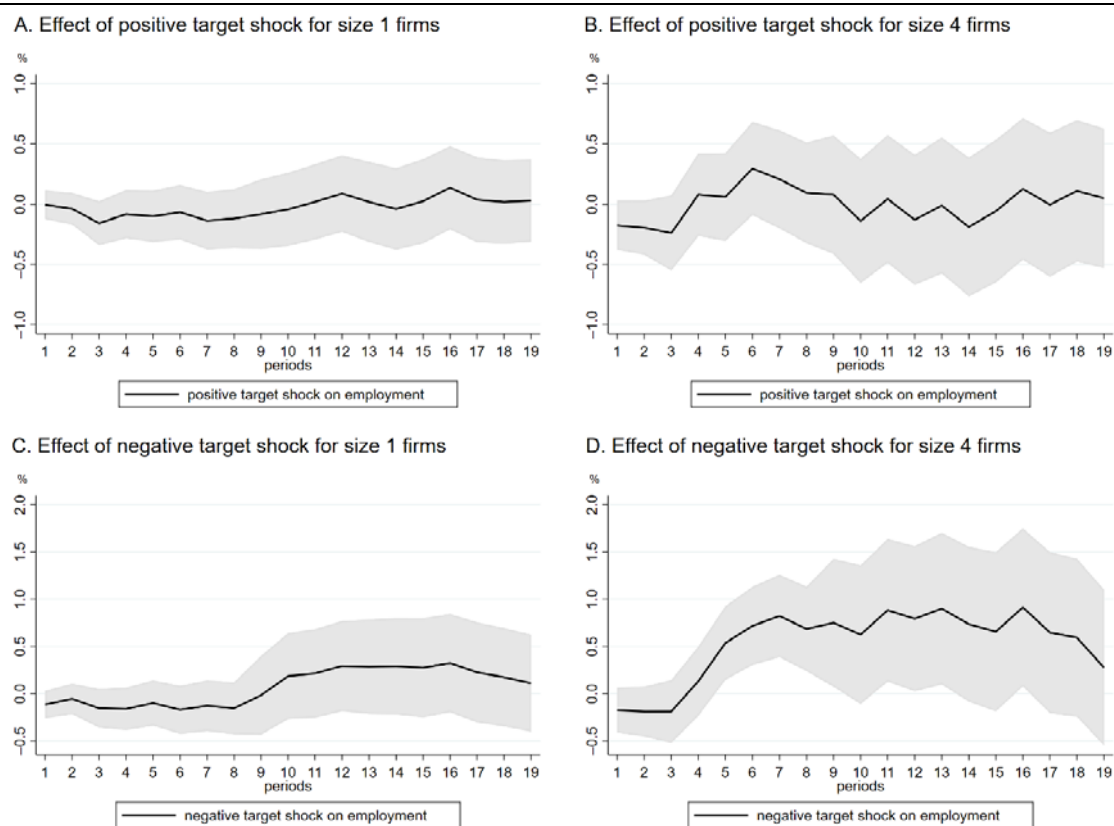 A. Effect of positive target shock for size 1 firms
%
1.0
0.5
0.0
−0.5
−1.0
1 2 3 4 5 6 7 8 9 10 11 12 13 14 15 16 17 18 19
periods
positive target shock on employment
B. Effect of positive target shock for size 4 firms
%
1.0
0.5
0.0
−0.5
−1.0
1 2 3 4 5 6 7 8 9 10 11 12 13 14 15 16 17 18 19
periods
positive target shock on employment
C. Effect of negative target shock for size 1 firms
%
2.0
1.5
1.0
0.5
0.0
−0.5
1 2 3 4 5 6 7 8 9 10 11 12 13 14 15 16 17 18 19
periods
negative target shock on employment
D. Effect of negative target shock for size 4 firms
%
2.0
1.5
1.0
0.5
0.0
−0.5
1 2 3 4 5 6 7 8 9 10 11 12 13 14 15 16 17 18 19
periods
negative target shock on employment